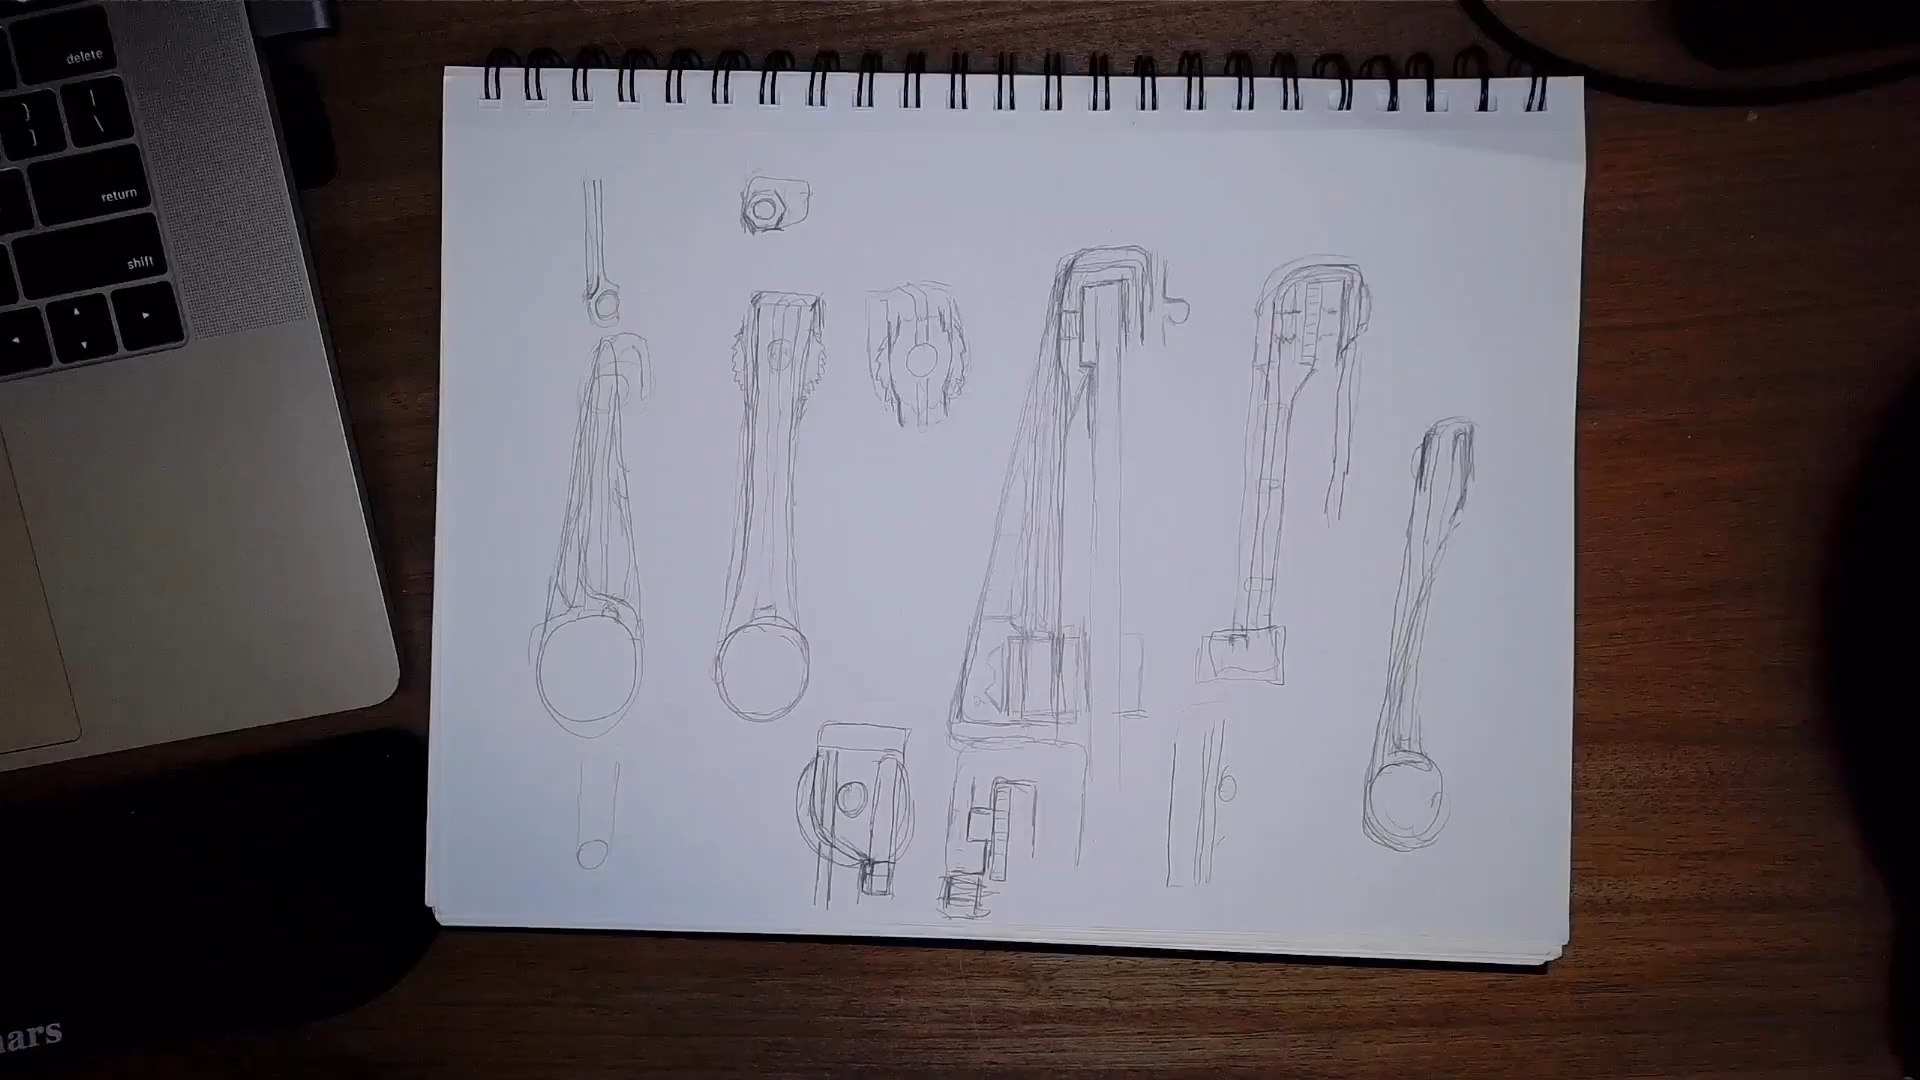 delete
}
]
|
\
return
shift
ars